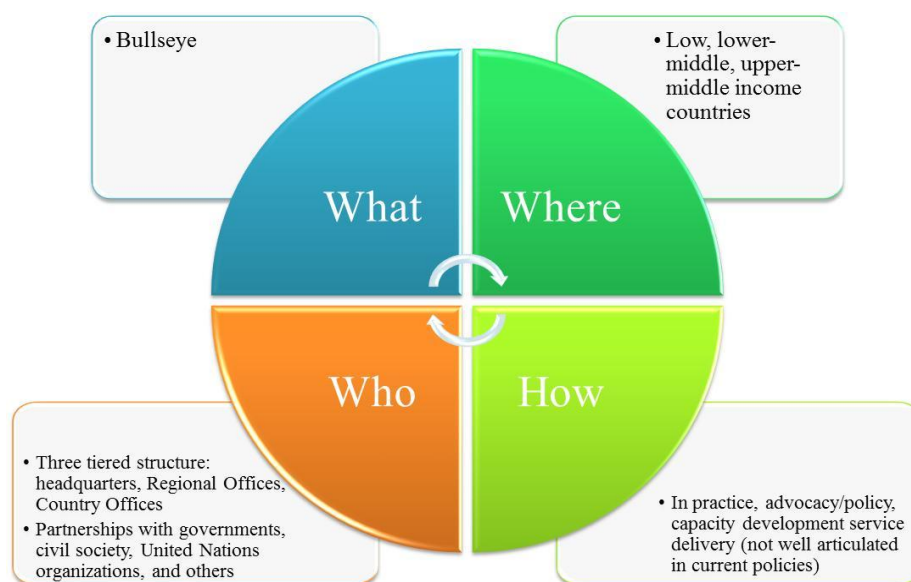 • Bullseye
• Low, lower-
middle, upper-
middle income
countries
What
Where
Who
How
• Three tiered structure:
headquarters, Regional Offices,
Country Offices
• Partnerships with governments,
civil society, United Nations
organizations, and others
• In practice, advocacy/policy,
capacity development service
delivery (not well articulated
in current policies)